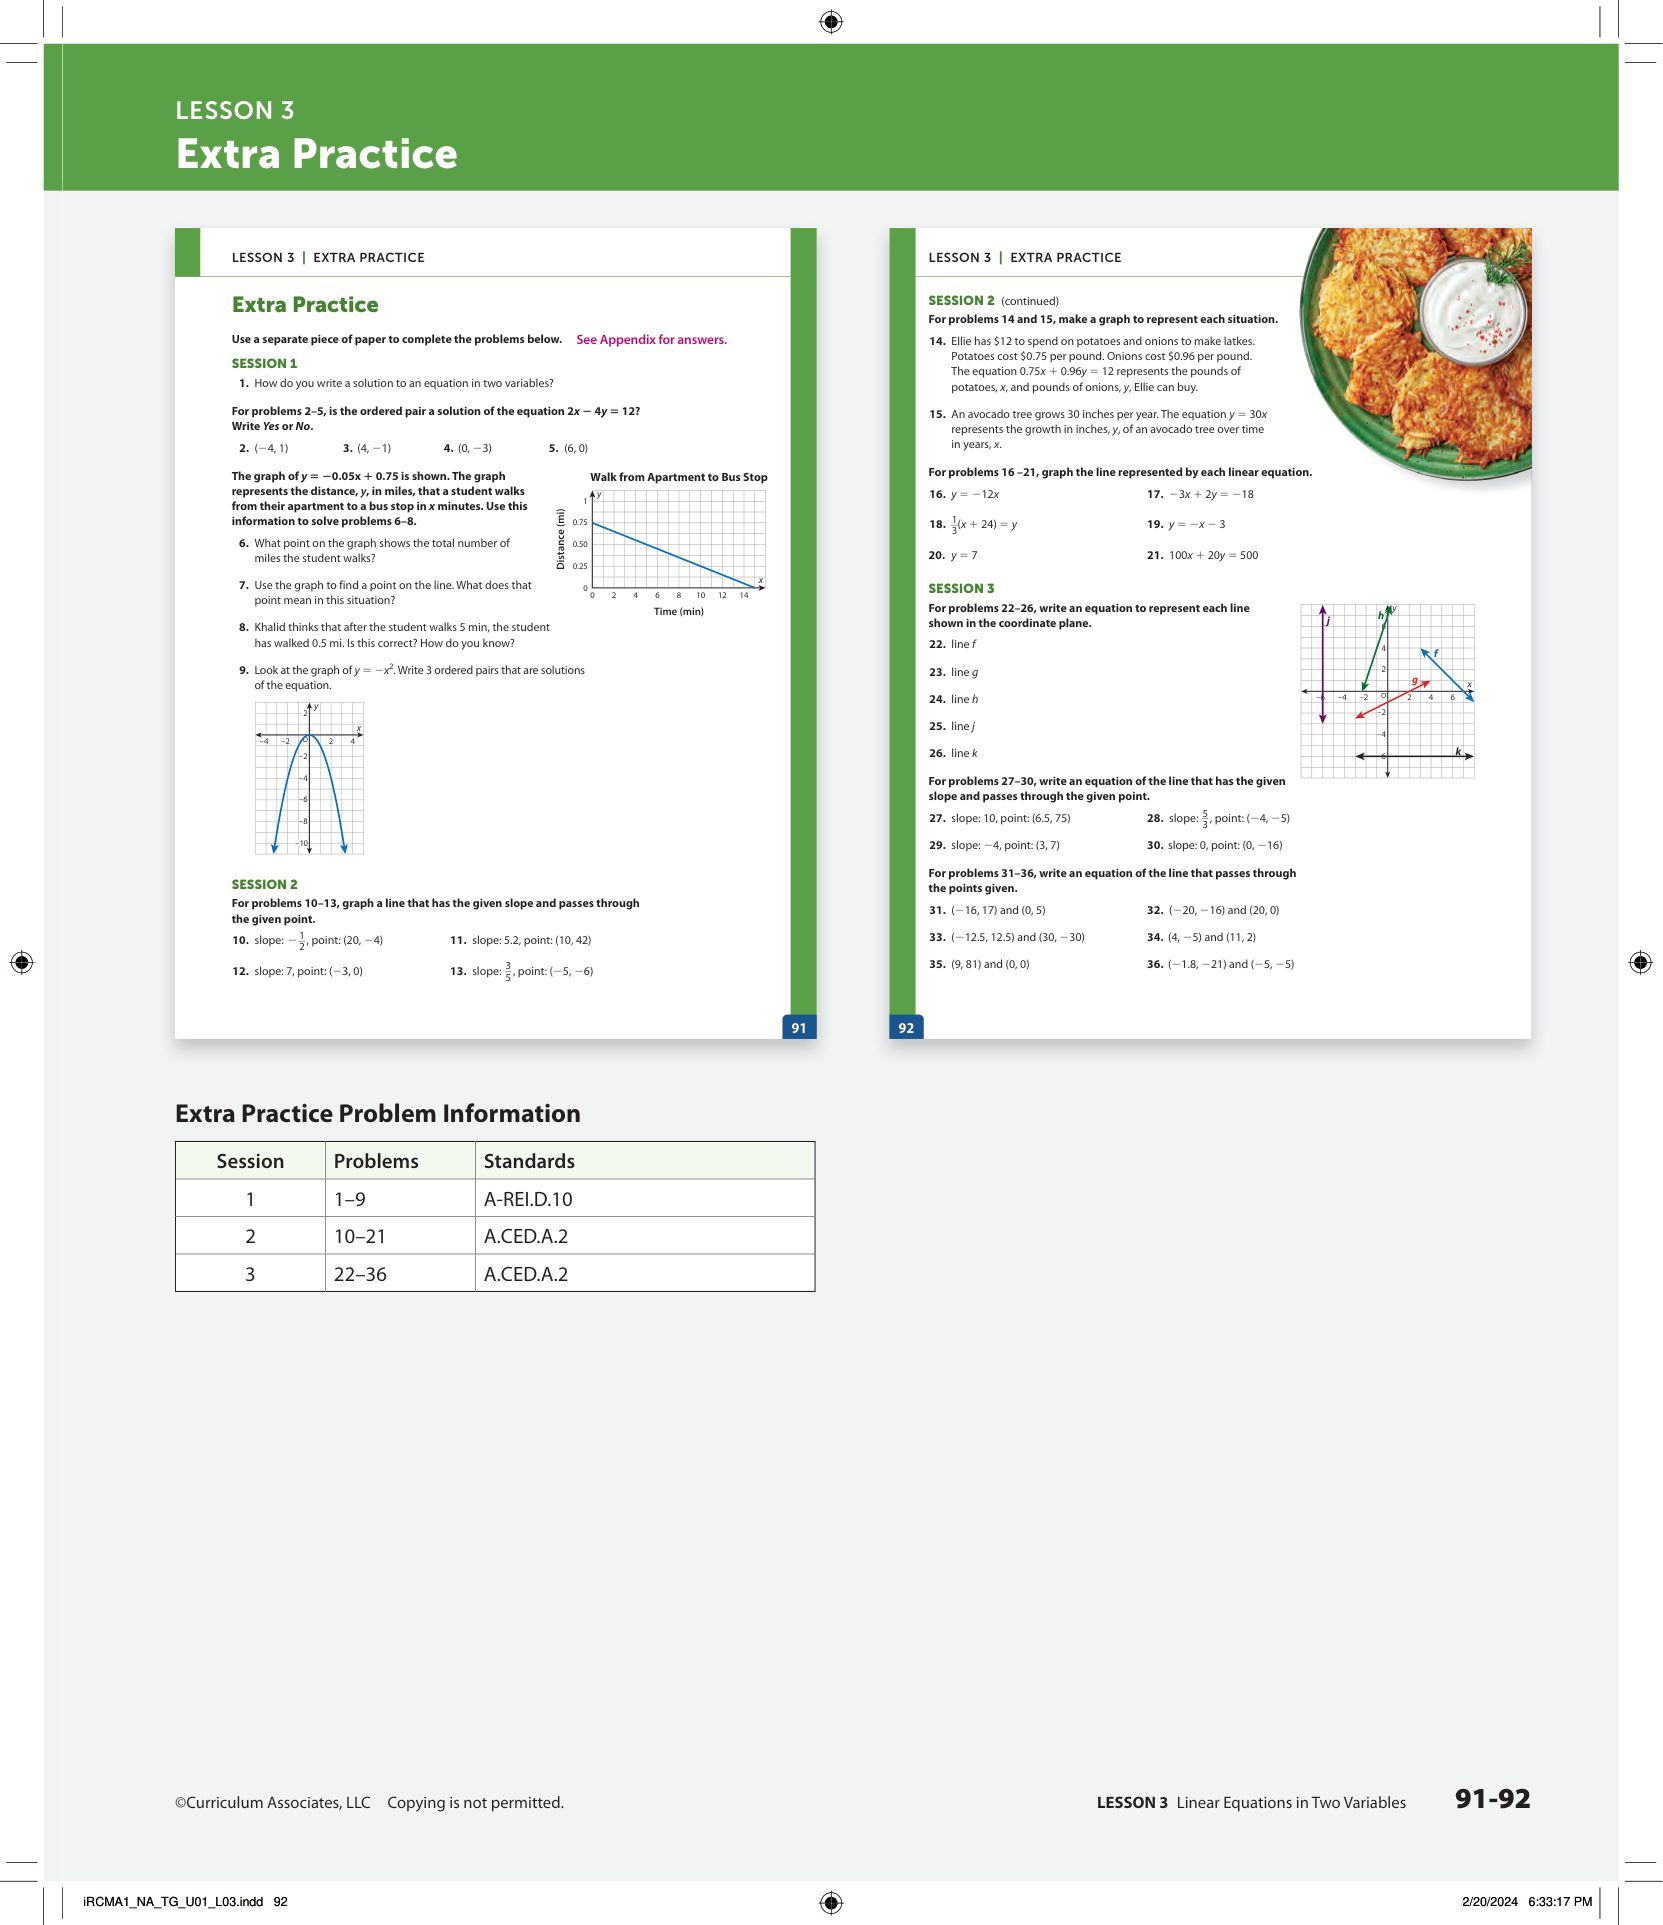 LESSON 3
Extra Practice
LESSON 3 | EXTRA PRACTICE
Extra Practice
Use a separate piece of paper to complete the problems below. See Appendix for answers.
SESSION 1
1. How do you write a solution to an equation in two variables?
For problems 2–5, is the ordered pair a solution of the equation 2x − 4y = 12?
Write Yes or No.
2. (−4, 1) 3. (4, −1) 4. (0, −3) 5. (6, 0)
The graph of y = −0.05x + 0.75 is shown. The graph
represents the distance, y, in miles, that a student walks
from their apartment to a bus stop in x minutes. Use this
information to solve problems 6–8.
6. What point on the graph shows the total number of
miles the student walks?
7. Use the graph to find a point on the line. What does that
point mean in this situation?
8. Khalid thinks that after the student walks 5 min, the student
has walked 0.5 mi. Is this correct? How do you know?
Walk from Apartment to Bus Stop
Distance (mi)
y
1
0.75
0.50
0.25
0
x
0 2 4 6 8 10 12 14
Time (min)
9. Look at the graph of y = −x². Write 3 ordered pairs that are solutions
of the equation.
y
2
x
−4 −2 O 2 4
−2
−4
−6
−8
−10
SESSION 2
For problems 10–13, graph a line that has the given slope and passes through
the given point.
10. slope: −1/2, point: (20, −4) 11. slope: 5.2, point: (10, 42)
12. slope: 7, point: (−3, 0) 13. slope: 3/5, point: (−5, −6)
91
LESSON 3 | EXTRA PRACTICE
SESSION 2 (continued)
For problems 14 and 15, make a graph to represent each situation.
14. Ellie has $12 to spend on potatoes and onions to make latkes.
Potatoes cost $0.75 per pound. Onions cost $0.96 per pound.
The equation 0.75x + 0.96y = 12 represents the pounds of
potatoes, x, and pounds of onions, y, Ellie can buy.
15. An avocado tree grows 30 inches per year. The equation y = 30x
represents the growth in inches, y, of an avocado tree over time
in years, x.
For problems 16 –21, graph the line represented by each linear equation.
16. y = −12x 17. −3x + 2y = −18
18. 1/3(x + 24) = y 19. y = −x − 3
20. y = 7 21. 100x + 20y = 500
SESSION 3
For problems 22–26, write an equation to represent each line
shown in the coordinate plane.
22. line f
23. line g
24. line h
25. line j
26. line k
j h y
4
f
2
g x
−6 −4 −2 O 2 4 6
−2
−4
−6
k
For problems 27–30, write an equation of the line that has the given
slope and passes through the given point.
27. slope: 10, point: (6.5, 75) 28. slope: 5/3, point: (−4, −5)
29. slope: −4, point: (3, 7) 30. slope: 0, point: (0, −16)
For problems 31–36, write an equation of the line that passes through
the points given.
31. (−16, 17) and (0, 5) 32. (−20, −16) and (20, 0)
33. (−12.5, 12.5) and (30, −30) 34. (4, −5) and (11, 2)
35. (9, 81) and (0, 0) 36. (−1.8, −21) and (−5, −5)
92
Extra Practice Problem Information
Session Problems Standards
1 1–9 A-REI.D.10
2 10–21 A.CED.A.2
3 22–36 A.CED.A.2
©Curriculum Associates, LLC Copying is not permitted.
LESSON 3 Linear Equations in Two Variables 91-92
iRCMA1_NA_TG_U01_L03.indd 92
2/20/2024 6:33:17 PM